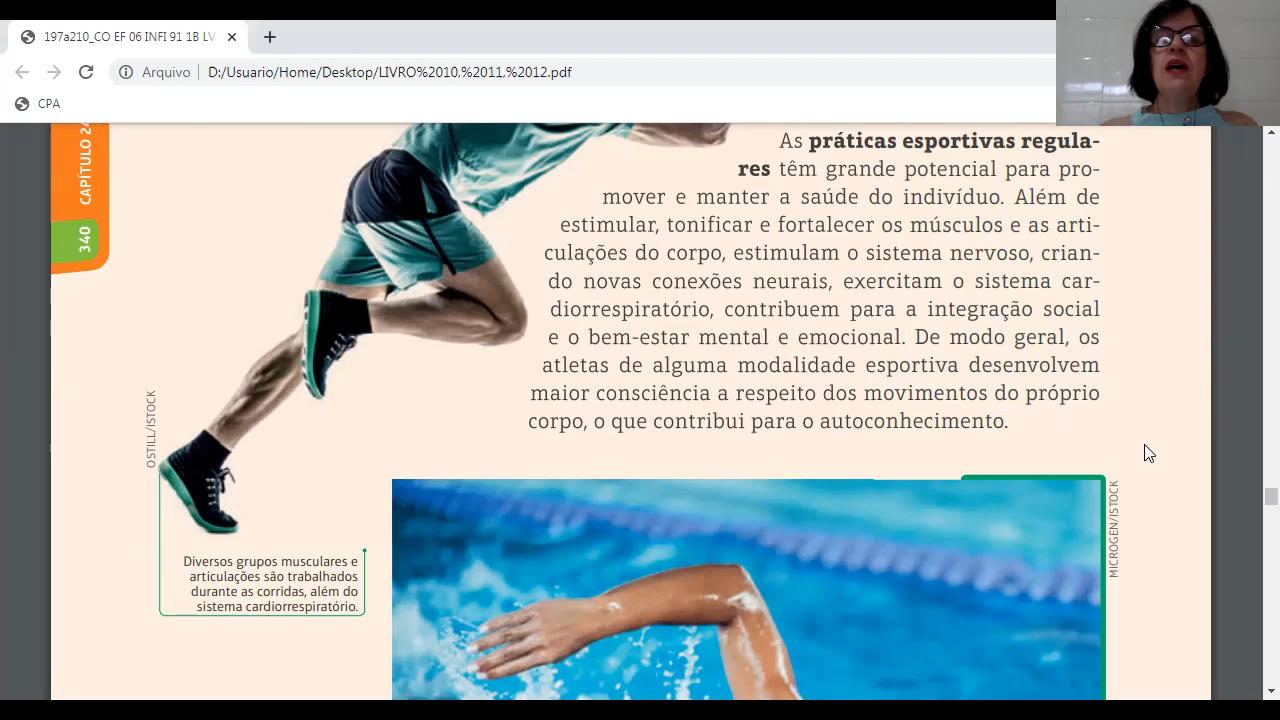 197a210_CO EF 06 INFI 91 1B LV
Arquivo
D:/Usuario/Home/Desktop/LIVRO%2010,%2011,%2012.pdf
CPA
CAPÍTULO 24
340
As práticas esportivas regula-
res têm grande potencial para pro-
mover e manter a saúde do indivíduo. Além de
estimular, tonificar e fortalecer os músculos e as arti-
culações do corpo, estimulam o sistema nervoso, crian-
do novas conexões neurais, exercitam o sistema car-
diorrespiratório, contribuem para a integração social
e o bem-estar mental e emocional. De modo geral, os
atletas de alguma modalidade esportiva desenvolvem
maior consciência a respeito dos movimentos do próprio
corpo, o que contribui para o autoconhecimento.
OSTILL/ISTOCK
MICROGEN/ISTOCK
Diversos grupos musculares e
articulações são trabalhados
durante as corridas, além do
sistema cardiorrespiratório.